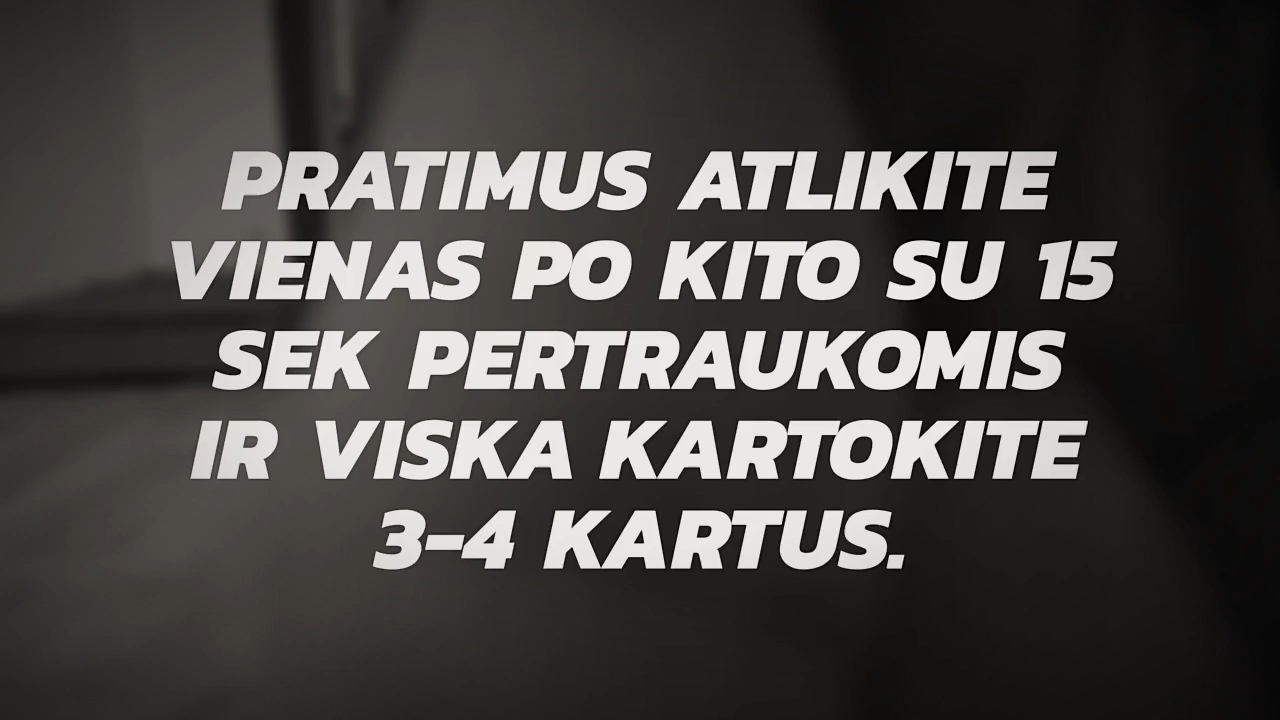 PRATIMUS ATLIKITE
VIENAS PO KITO SU 15
SEK PERTRAUKOMIS
IR VISKA KARTOKITE
3-4 KARTUS.